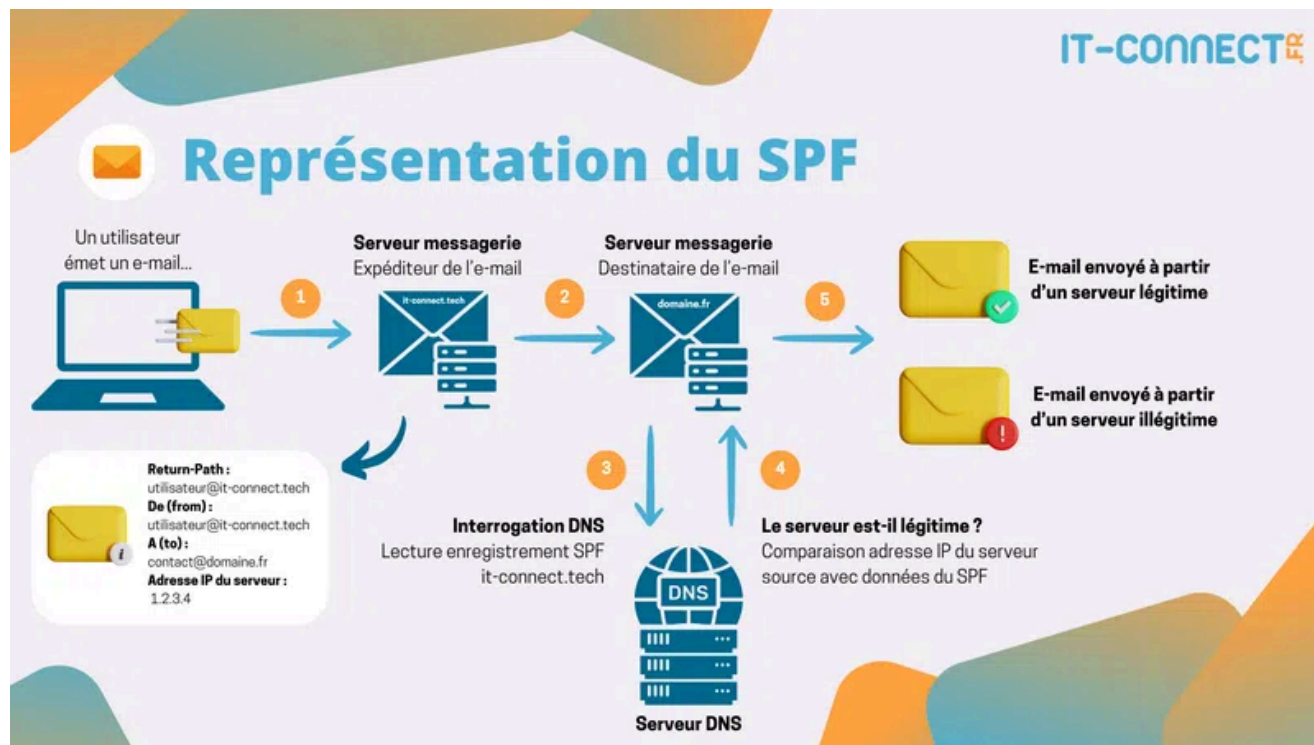 IT-CONNECT.FR
Représentation du SPF
Un utilisateur
émet un e-mail...
1
Serveur messagerie
Expéditeur de l'e-mail
it-connect.tech
2
Serveur messagerie
Destinataire de l'e-mail
domaine.fr
5
E-mail envoyé à partir
d'un serveur légitime
E-mail envoyé à partir
d'un serveur illégitime
!
Return-Path :
utilisateur@it-connect.tech
De (from) :
utilisateur@it-connect.tech
A (to) :
contact@domaine.fr
Adresse IP du serveur :
1.2.3.4
i
3
Interrogation DNS
Lecture enregistrement SPF
it-connect.tech
4
Le serveur est-il légitime ?
Comparaison adresse IP du serveur
source avec données du SPF
DNS
Serveur DNS